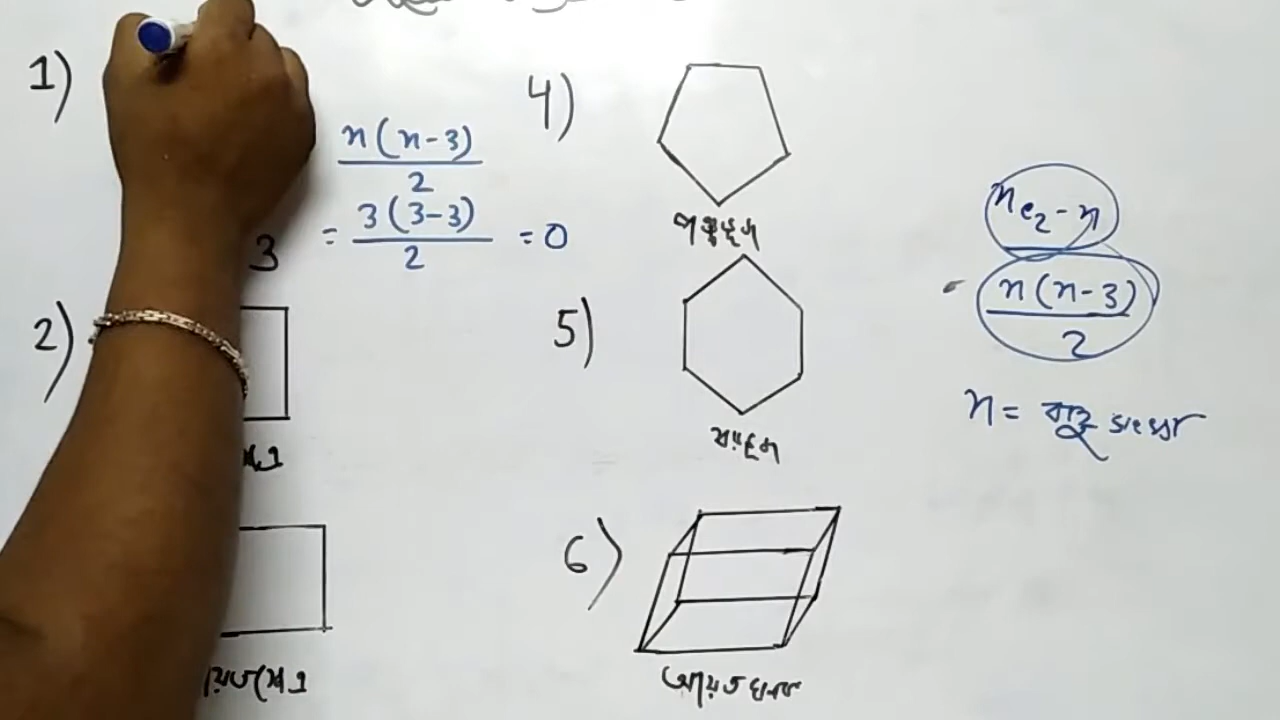 1)
n(n-3)
2
= 3(3-3)
2
= 0
3
2)
4)
পঞ্চভুজ
5)
ষড়ভুজ
6)
আয়তঘন
nc₂ - n
n(n-3)
2
n = বাহু সংখ্যা